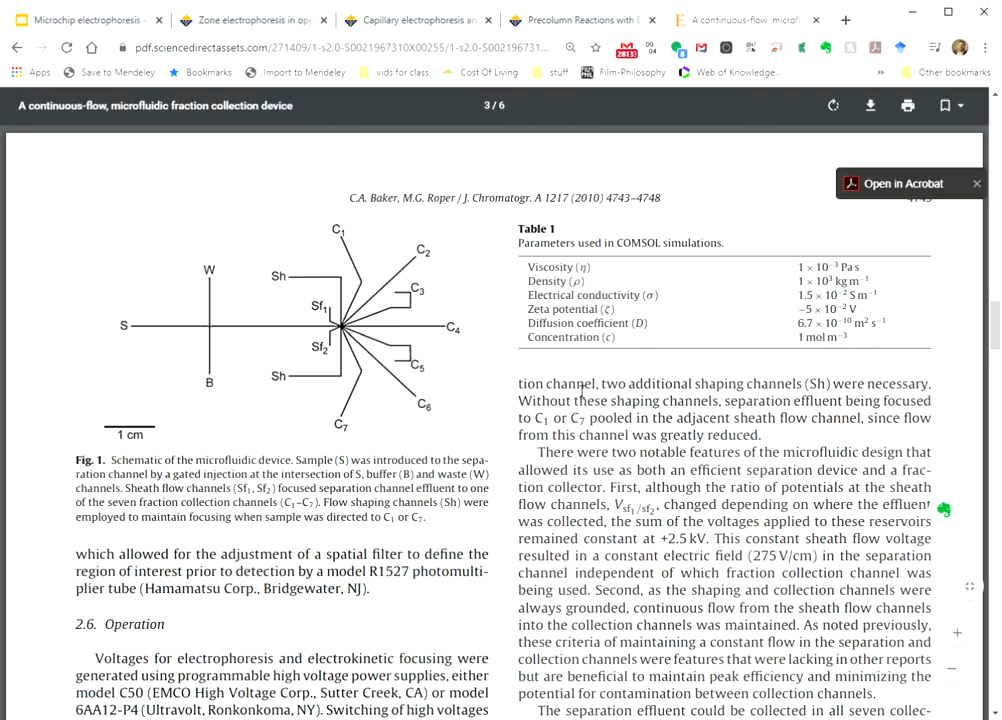 Microchip electrophoresis -
Zone electrophoresis in ope
Capillary electrophoresis an
Precolumn Reactions with E
A continuous-flow, microfl
pdf.sciencedirectassets.com/271409/1-s2.0-S0021967310X00255/1-s2.0-S002196731...
2813
09:
04
8
Apps
Save to Mendeley
Bookmarks
Import to Mendeley
vids for class
Cost Of Living
stuff
Film-Philosophy
Web of Knowledge...
»
Other bookmarks
A continuous-flow, microfluidic fraction collection device
3 / 6
Open in Acrobat
C.A. Baker, M.G. Roper / J. Chromatogr. A 1217 (2010) 4743–4748
C1
C2
W
Sh
C3
Sf1
S
C4
Sf2
C5
B
Sh
C6
C7
1 cm
Fig. 1. Schematic of the microfluidic device. Sample (S) was introduced to the sepa-
ration channel by a gated injection at the intersection of S, buffer (B) and waste (W)
channels. Sheath flow channels (Sf1, Sf2) focused separation channel effluent to one
of the seven fraction collection channels (C1–C7). Flow shaping channels (Sh) were
employed to maintain focusing when sample was directed to C1 or C7.
which allowed for the adjustment of a spatial filter to define the
region of interest prior to detection by a model R1527 photomulti-
plier tube (Hamamatsu Corp., Bridgewater, NJ).
2.6. Operation
Voltages for electrophoresis and electrokinetic focusing were
generated using programmable high voltage power supplies, either
model C50 (EMCO High Voltage Corp., Sutter Creek, CA) or model
6AA12-P4 (Ultravolt, Ronkonkoma, NY). Switching of high voltages
Table 1
Parameters used in COMSOL simulations.
Viscosity (η) 1 × 10−3 Pa s
Density (ρ) 1 × 103 kg m−1
Electrical conductivity (σ) 1.5 × 10−2 S m−1
Zeta potential (ζ) −5 × 10−2 V
Diffusion coefficient (D) 6.7 × 10−10 m2 s−1
Concentration (c) 1 mol m−3
tion channel, two additional shaping channels (Sh) were necessary.
Without these shaping channels, separation effluent being focused
to C1 or C7 pooled in the adjacent sheath flow channel, since flow
from this channel was greatly reduced.
There were two notable features of the microfluidic design that
allowed its use as both an efficient separation device and a frac-
tion collector. First, although the ratio of potentials at the sheath
flow channels, Vsf1/sf2, changed depending on where the effluent
was collected, the sum of the voltages applied to these reservoirs
remained constant at +2.5 kV. This constant sheath flow voltage
resulted in a constant electric field (275 V/cm) in the separation
channel independent of which fraction collection channel was
being used. Second, as the shaping and collection channels were
always grounded, continuous flow from the sheath flow channels
into the collection channels was maintained. As noted previously,
these criteria of maintaining a constant flow in the separation and
collection channels were features that were lacking in other reports
but are beneficial to maintain peak efficiency and minimizing the
potential for contamination between collection channels.
The separation effluent could be collected in all seven collec-